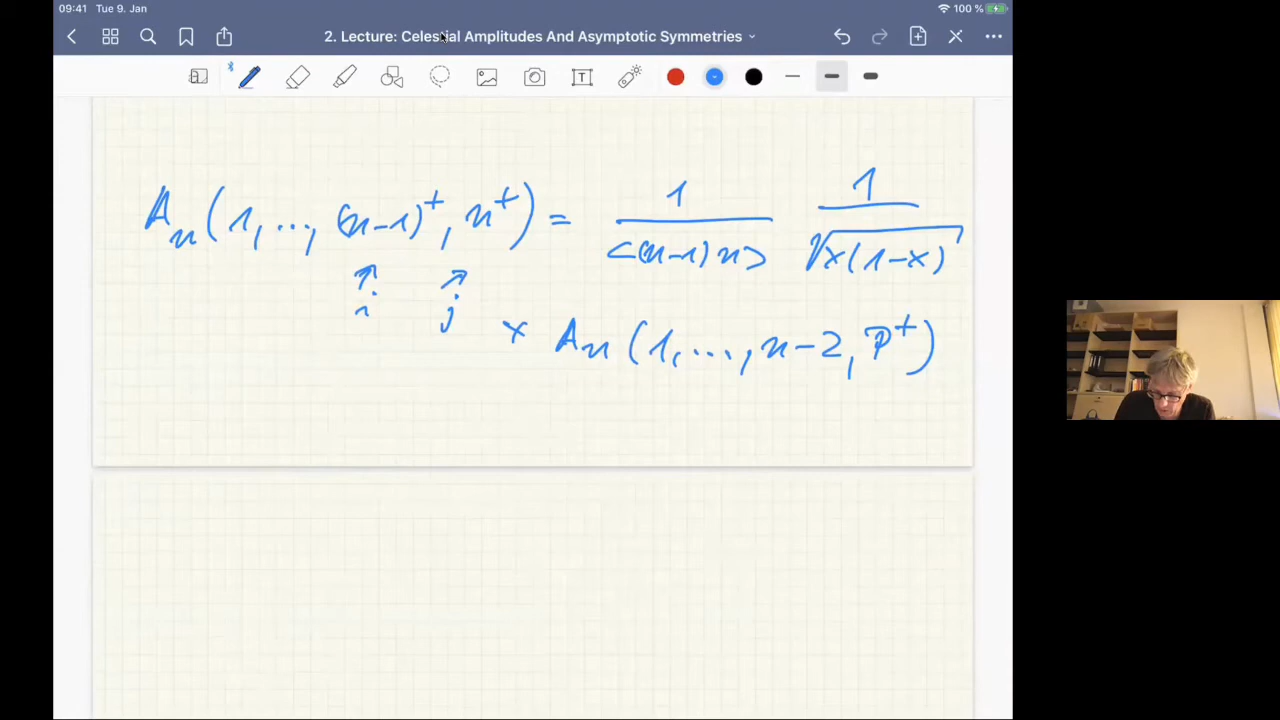 09:41 Tue 9. Jan
100 %
2. Lecture: Celestial Amplitudes And Asymptotic Symmetries
T
A_n(1, ..., (n-1)^+, n^+) = 1/<(n-1) n> 1/√(x(1-x))
i j
× A_n(1, ..., n-2, P^+)